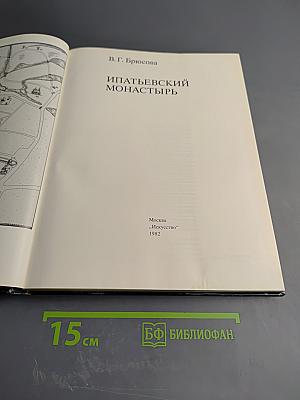 В. Г. Брюсова
ИПАТЬЕВСКИЙ
МОНАСТЫРЬ
Москва
„Искусство"
1982
15 см
БФ БИБЛИОФАН